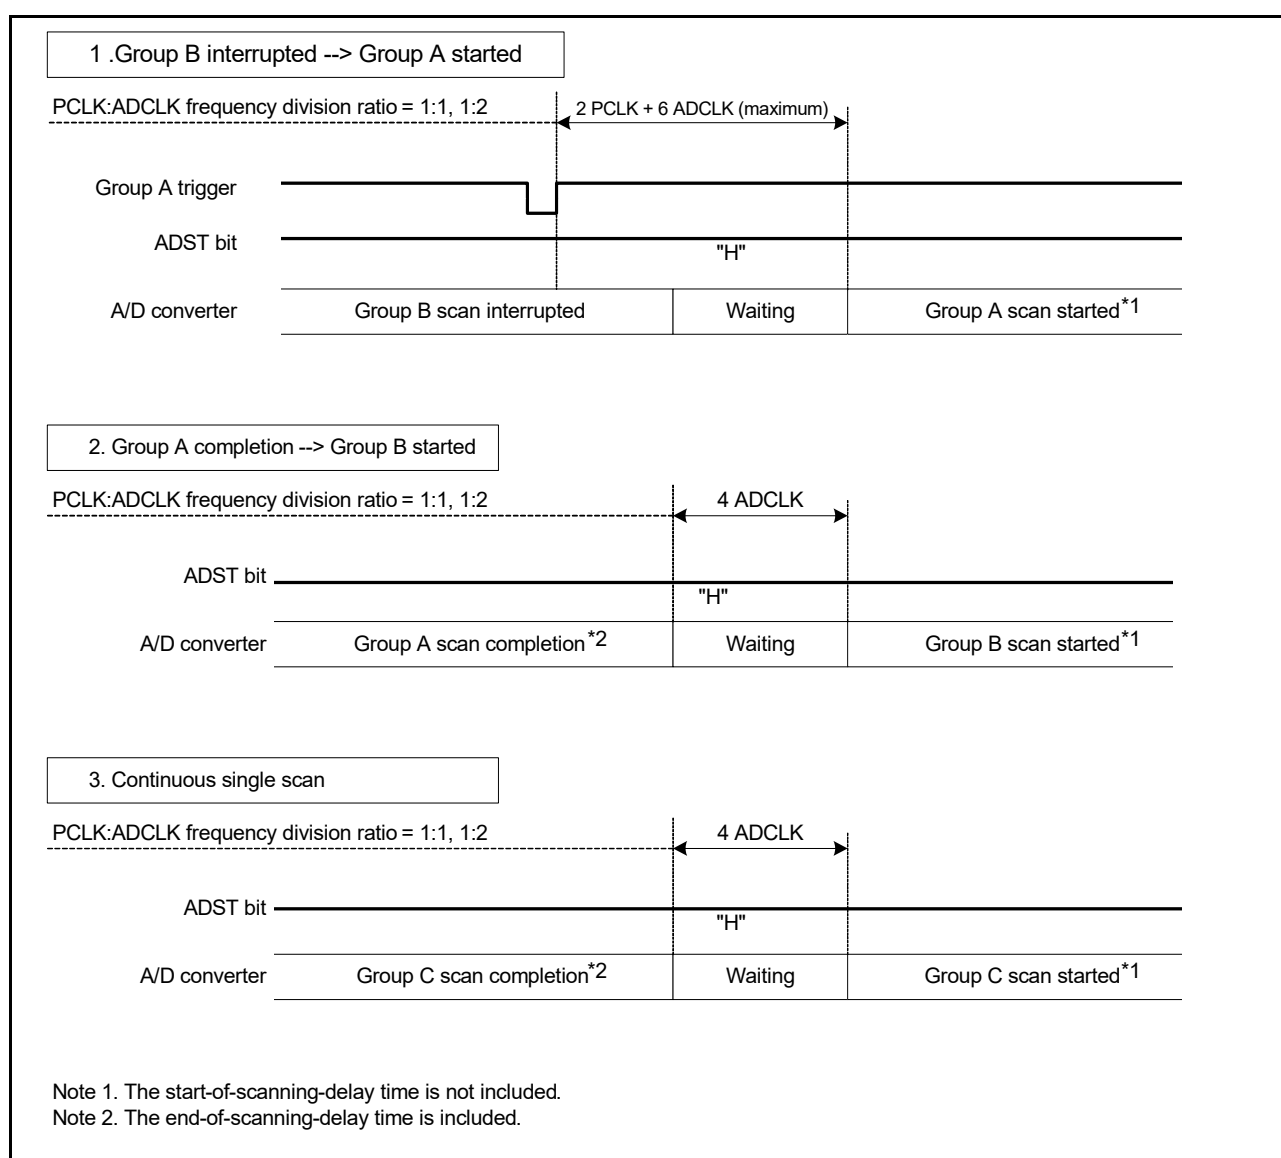 1 .Group B interrupted --> Group A started
PCLK:ADCLK frequency division ratio = 1:1, 1:2
2 PCLK + 6 ADCLK (maximum)
Group A trigger
ADST bit
"H"
A/D converter
Group B scan interrupted
Waiting
Group A scan started*1
2. Group A completion --> Group B started
PCLK:ADCLK frequency division ratio = 1:1, 1:2
4 ADCLK
ADST bit
"H"
A/D converter
Group A scan completion*2
Waiting
Group B scan started*1
3. Continuous single scan
PCLK:ADCLK frequency division ratio = 1:1, 1:2
4 ADCLK
ADST bit
"H"
A/D converter
Group C scan completion*2
Waiting
Group C scan started*1
Note 1. The start-of-scanning-delay time is not included.
Note 2. The end-of-scanning-delay time is included.